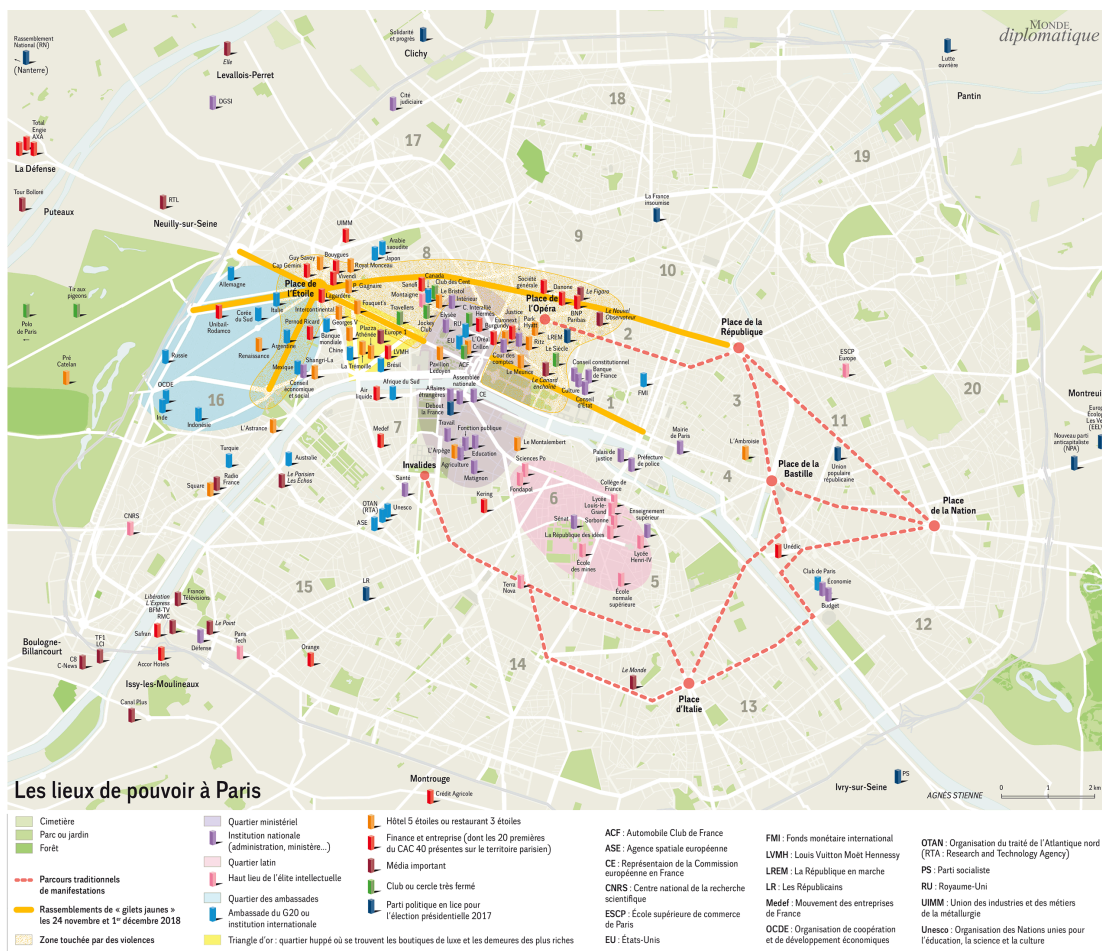 MONDE
diplomatique
Rassemblement
National (RN)
(Nanterre)
Elle
Levallois-Perret
Solidarité
et progrès
Clichy
Lutte
ouvrière
Pantin
DGSI
Cité
judiciaire
18
17
19
Total
Engie
AXA
La Défense
Tour Bolloré
Puteaux
RTL
Neuilly-sur-Seine
La France
insoumise
UIMM
Arabie
saoudite
Japon
8
9
10
Guy Savoy
Bouygues
Cap Gémini
Royal Monceau
Vivendi
P. Gagnaire
Allemagne
Place de
l'Étoile
Lagardère
Italie
Intercontinental
Fouquet's
Unibail-
Rodamco
Corée
du Sud
Pernod Ricard
George V
Banque
mondiale
Plazza
Athénée
Europe 1
Argentine
Chine
LVMH
Renaissance
Shangri-La
La Trémoille
Brésil
Mexique
Conseil
économique
et social
Canada
Sanofi
Club des Cent
Le Bristol
Montaigne
Intérieur
Travellers
Élysée
C. Interallié
Hermès
Jockey
Club
RU
Burgundy
EU
L'Oréal
Crillon
Pavillon
Ledoyen
ACF
Société
générale
Danone
Le Figaro
Place de
l'Opéra
BNP
Paribas
Le Nouvel
Observateur
Justice
Euronext
Park
Hyatt
Ritz
LREM
2
Le Siècle
Cour des
comptes
Le Meurice
Le Canard
enchaîné
Conseil constitutionnel
Banque
de France
Culture
Conseil
d'État
1
FMI
Place de la
République
ESCP
Europe
3
11
20
Tir aux
pigeons
Polo
de Paris
Pré
Catelan
Russie
OCDE
Inde
Indonésie
16
L'Astrance
Air
liquide
Afrique du Sud
Assemblée
nationale
Affaires
étrangères
CE
Debout
la France
7
Medef
Travail
Fonction publique
L'Arpège
Education
Agriculture
Matignon
Le Montalembert
Invalides
Sciences Po
Fondapol
Palais de
justice
Préfecture
de police
Mairie
de Paris
4
L'Ambroisie
Place de la
Bastille
Union
populaire
républicaine
Montreuil
Nouveau parti
anticapitaliste
(NPA)
Place
de la Nation
Turquie
Australie
Square
Radio
France
Le Parisien
Les Echos
Santé
OTAN
(RTA)
Unesco
ASE
Kering
6
Collège de
France
Lycée
Louis-le-
Grand
Enseignement
supérieur
Sénat
Sorbonne
La République des idées
Lycée
Henri-IV
École
des mines
5
École
normale
supérieure
Unédic
Club de Paris
Économie
Budget
12
CNRS
15
LR
Terra
Nova
Libération
L'Express
BFM-TV
RMC
France
Télévisions
Le Point
Safran
Défense
Paris
Tech
Boulogne-
Billancourt
TF1
LCI
C8
C-News
Accor Hotels
Issy-les-Moulineaux
Orange
14
Le Monde
Place
d'Italie
13
Canal Plus
Montrouge
Crédit Agricole
PS
Ivry-sur-Seine
AGNÈS STIENNE
0 1 2 km
Les lieux de pouvoir à Paris
Cimetière
Parc ou jardin
Forêt
Parcours traditionnels
de manifestations
Rassemblements de « gilets jaunes »
les 24 novembre et 1er décembre 2018
Zone touchée par des violences
Quartier ministériel
Institution nationale
(administration, ministère...)
Quartier latin
Haut lieu de l'élite intellectuelle
Quartier des ambassades
Ambassade du G20 ou
institution internationale
Triangle d'or : quartier huppé où se trouvent les boutiques de luxe et les demeures des plus riches
Hôtel 5 étoiles ou restaurant 3 étoiles
Finance et entreprise (dont les 20 premières
du CAC 40 présentes sur le territoire parisien)
Média important
Club ou cercle très fermé
Parti politique en lice pour
l'élection présidentielle 2017
ACF : Automobile Club de France
ASE : Agence spatiale européenne
CE : Représentaion de la Commission
européenne en France
CNRS : Centre national de la recherche
scientifique
ESCP : École supérieure de commerce
de Paris
EU : États-Unis
FMI : Fonds monétaire international
LVMH : Louis Vuitton Moët Hennessy
LREM : La République en marche
LR : Les Républicains
Medef : Mouvement des entreprises
de France
OCDE : Organisation de coopération
et de développement économiques
OTAN : Organisation du traité de l'Atlantique nord
(RTA : Research and Technology Agency)
PS : Parti socialiste
RU : Royaume-Uni
UIMM : Union des industries et des métiers
de la métallurgie
Unesco : Organisation des Nations unies pour
l'éducation, la science et la culture